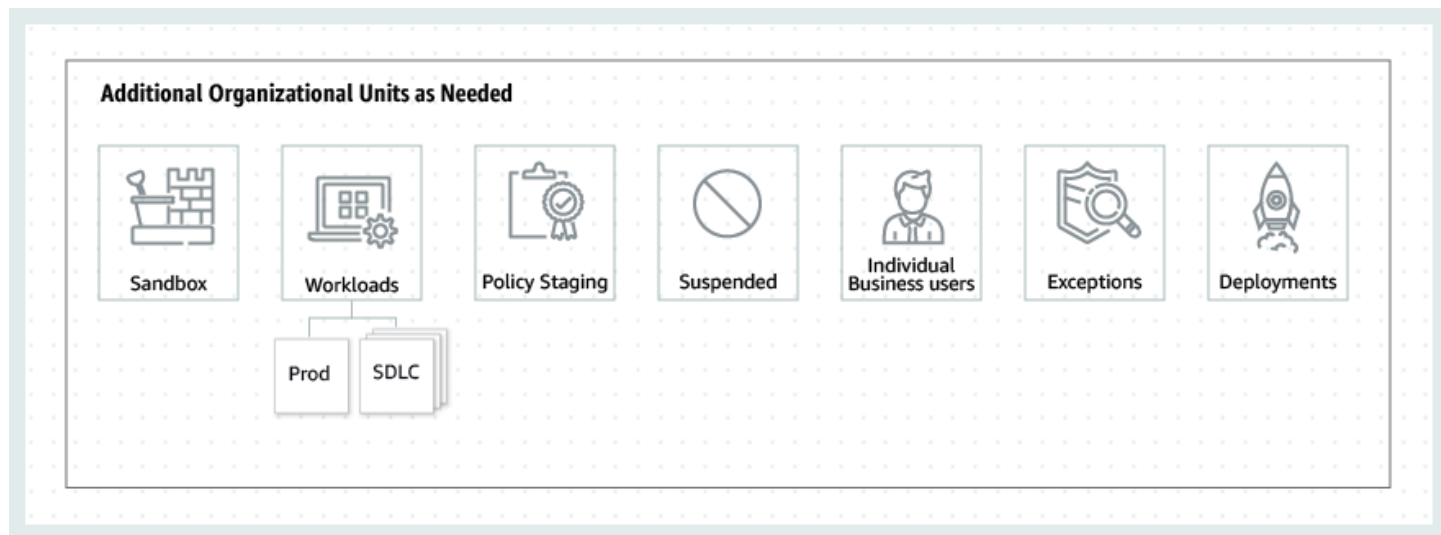 Additional Organizational Units as Needed
Sandbox
Workloads
Policy Staging
Suspended
Individual
Business users
Exceptions
Deployments
Prod
SDLC